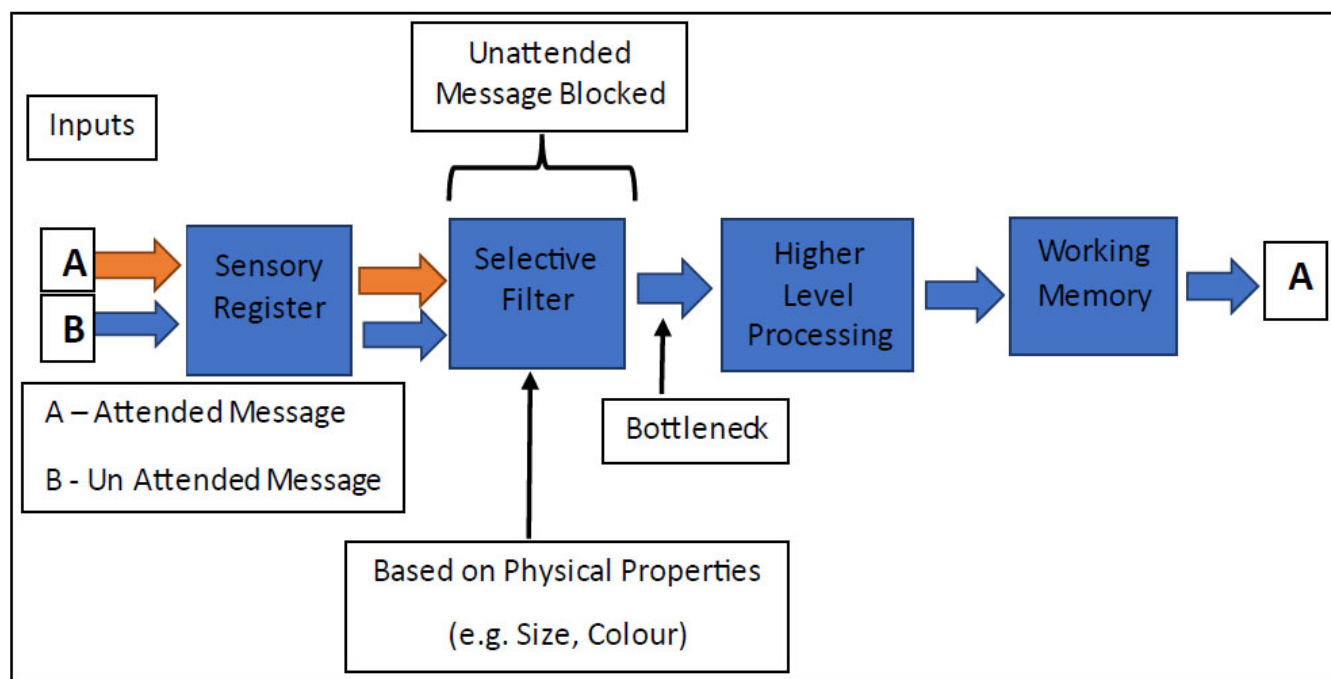 Unattended
Message Blocked
Inputs
A
B
Sensory
Register
Selective
Filter
Higher
Level
Processing
Working
Memory
A
A – Attended Message
B - Un Attended Message
Bottleneck
Based on Physical Properties
(e.g. Size, Colour)